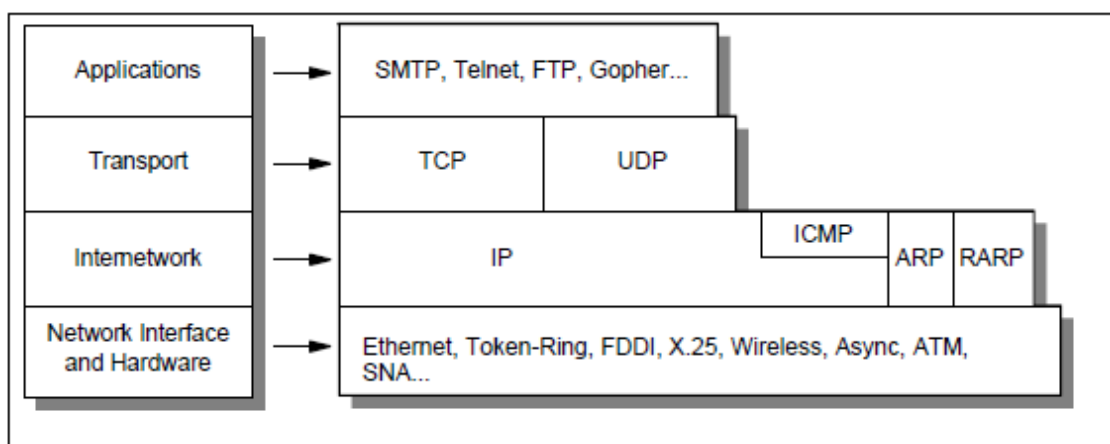 Applications
SMTP, Telnet, FTP, Gopher...
Transport
TCP
UDP
Internetwork
IP
ICMP
ARP
RARP
Network Interface
and Hardware
Ethernet, Token-Ring, FDDI, X.25, Wireless, Async, ATM,
SNA...